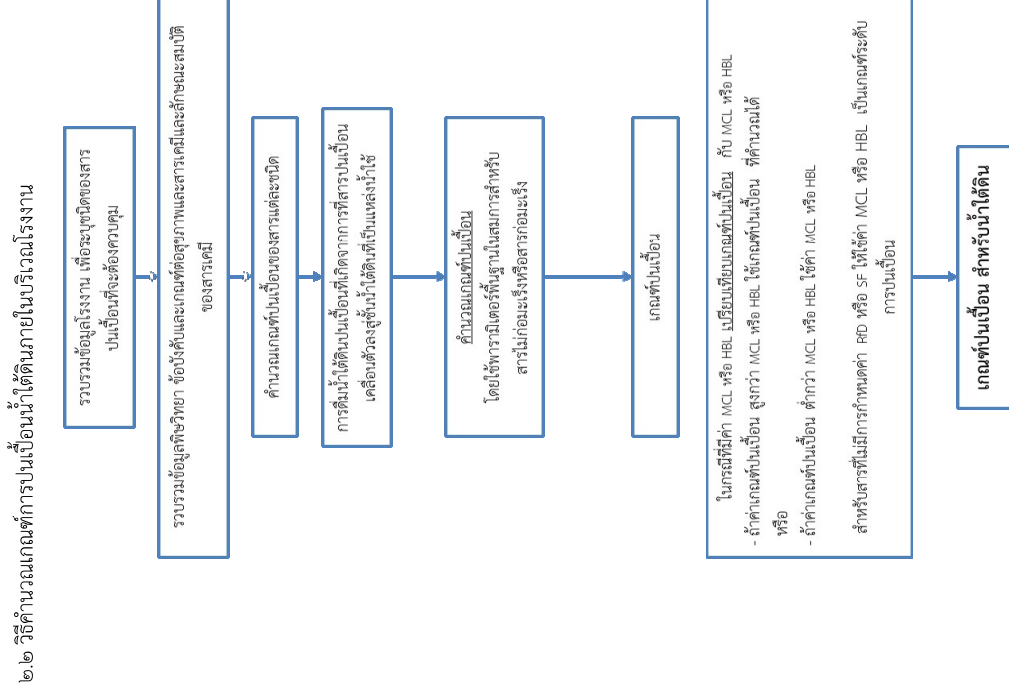 ๒.๒ วิธีคำนวณเกณฑ์การปนเปื้อนน้ำใต้ดินภายในบริเวณโรงงาน
รวบรวมข้อมูลโรงงาน เพื่อระบุชนิดของสาร
ปนเปื้อนที่จะต้องควบคุม
รวบรวมข้อมูลพิษวิทยา ข้อบังคับและเกณฑ์ต่อสุขภาพและสารเคมีและลักษณะสมบัติ
ของสารเคมี
คำนวณเกณฑ์ปนเปื้อนของสารแต่ละชนิด
การดื่มน้ำใต้ดินปนเปื้อนที่เกิดจากการที่สารปนเปื้อน
เคลื่อนตัวลงสู่ชั้นน้ำใต้ดินที่เป็นแหล่งน้ำใช้
คำนวณเกณฑ์ปนเปื้อน
โดยใช้พารามิเตอร์พื้นฐานในสมการสำหรับ
สารไม่ก่อมะเร็งหรือสารก่อมะเร็ง
เกณฑ์ปนเปื้อน
ในกรณีที่มีค่า MCL หรือ HBL เปรียบเทียบเกณฑ์ปนเปื้อน กับ MCL หรือ HBL
- ถ้าค่าเกณฑ์ปนเปื้อน สูงกว่า MCL หรือ HBL ใช้เกณฑ์ปนเปื้อน ที่คำนวณได้
หรือ
- ถ้าค่าเกณฑ์ปนเปื้อน ต่ำกว่า MCL หรือ HBL ใช้ค่า MCL หรือ HBL
สำหรับสารที่ไม่มีการกำหนดค่า RfD หรือ SF ให้ใช้ค่า MCL หรือ HBL เป็นเกณฑ์ระดับ
การปนเปื้อน
เกณฑ์ปนเปื้อน สำหรับน้ำใต้ดิน